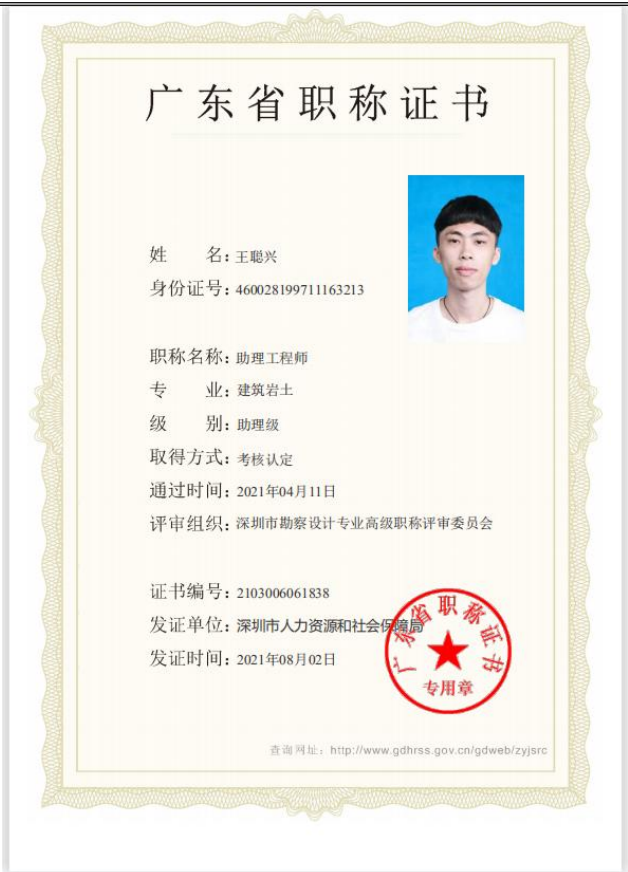 广东省职称证书
姓 名：王聪兴
身份证号：460028199711163213
职称名称：助理工程师
专 业：建筑岩土
级 别：助理级
取得方式：考核认定
通过时间：2021年04月11日
评审组织：深圳市勘察设计专业高级职称评审委员会
证书编号：2103006061838
发证单位：深圳市人力资源和社会保障局
发证时间：2021年08月02日
广东省职称证书
专用章
查询网址：http://www.gdhrss.gov.cn/gdweb/zyjsrc